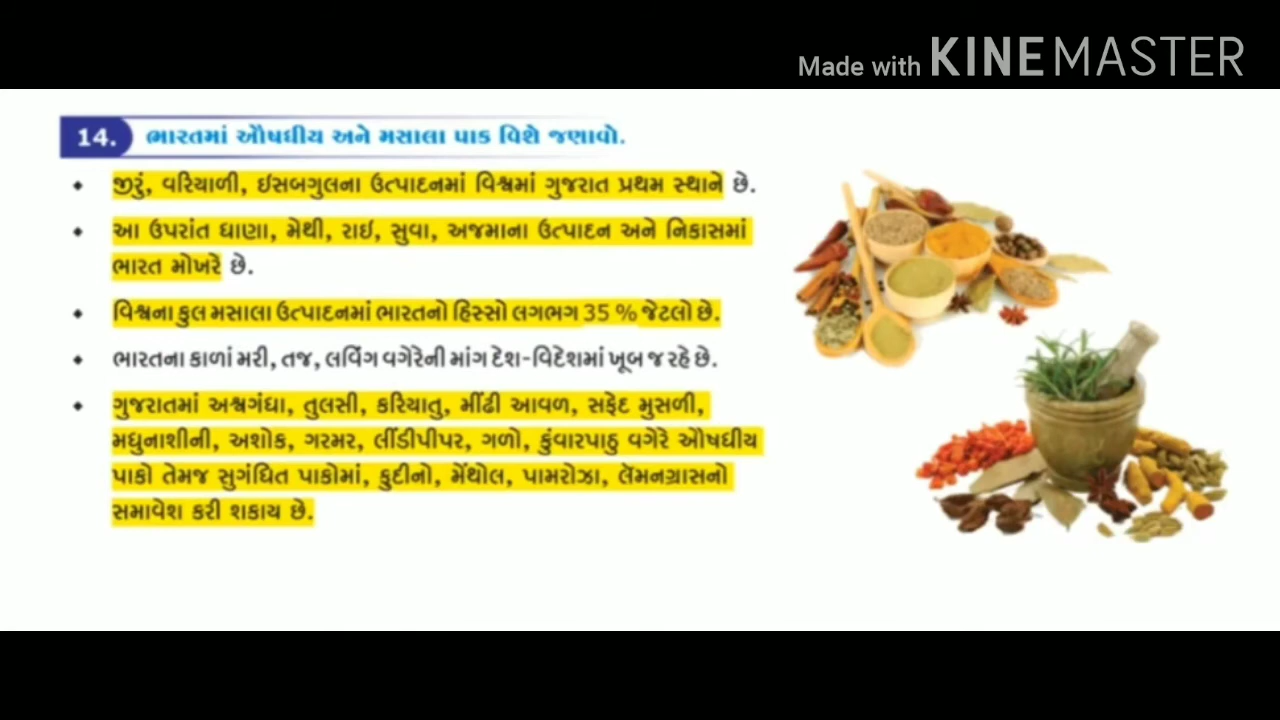 Made with KINEMASTER
14. ભારતમાં ઔષધીય અને મસાલા પાક વિશે જણાવો.
જીરું, વરિયાળી, ઈસબગુલના ઉત્પાદનમાં વિશ્વમાં ગુજરાત પ્રથમ સ્થાને છે.
આ ઉપરાંત ધાણા, મેથી, રાઈ, સુવા, અજમાના ઉત્પાદન અને નિકાસમાં
ભારત મોખરે છે.
વિશ્વના કુલ મસાલા ઉત્પાદનમાં ભારતનો હિસ્સો લગભગ 35 % જેટલો છે.
ભારતના કાળાં મરી, તજ, લવિંગ વગેરેની માંગ દેશ-વિદેશમાં ખૂબ જ રહે છે.
ગુજરાતમાં અશ્વગંધા, તુલસી, કરિયાતુ, મીંઢી આવળ, સફેદ મુસળી,
મધુનાશીની, અશોક, ગરમર, લીંડીપીપર, ગળો, કુંવારપાઠુ વગેરે ઔષધીય
પાકો તેમજ સુગંધિત પાકોમાં, કુદીનો, મેંથોલ, પામરોઝા, લૅમનગ્રાસનો
સમાવેશ કરી શકાય છે.